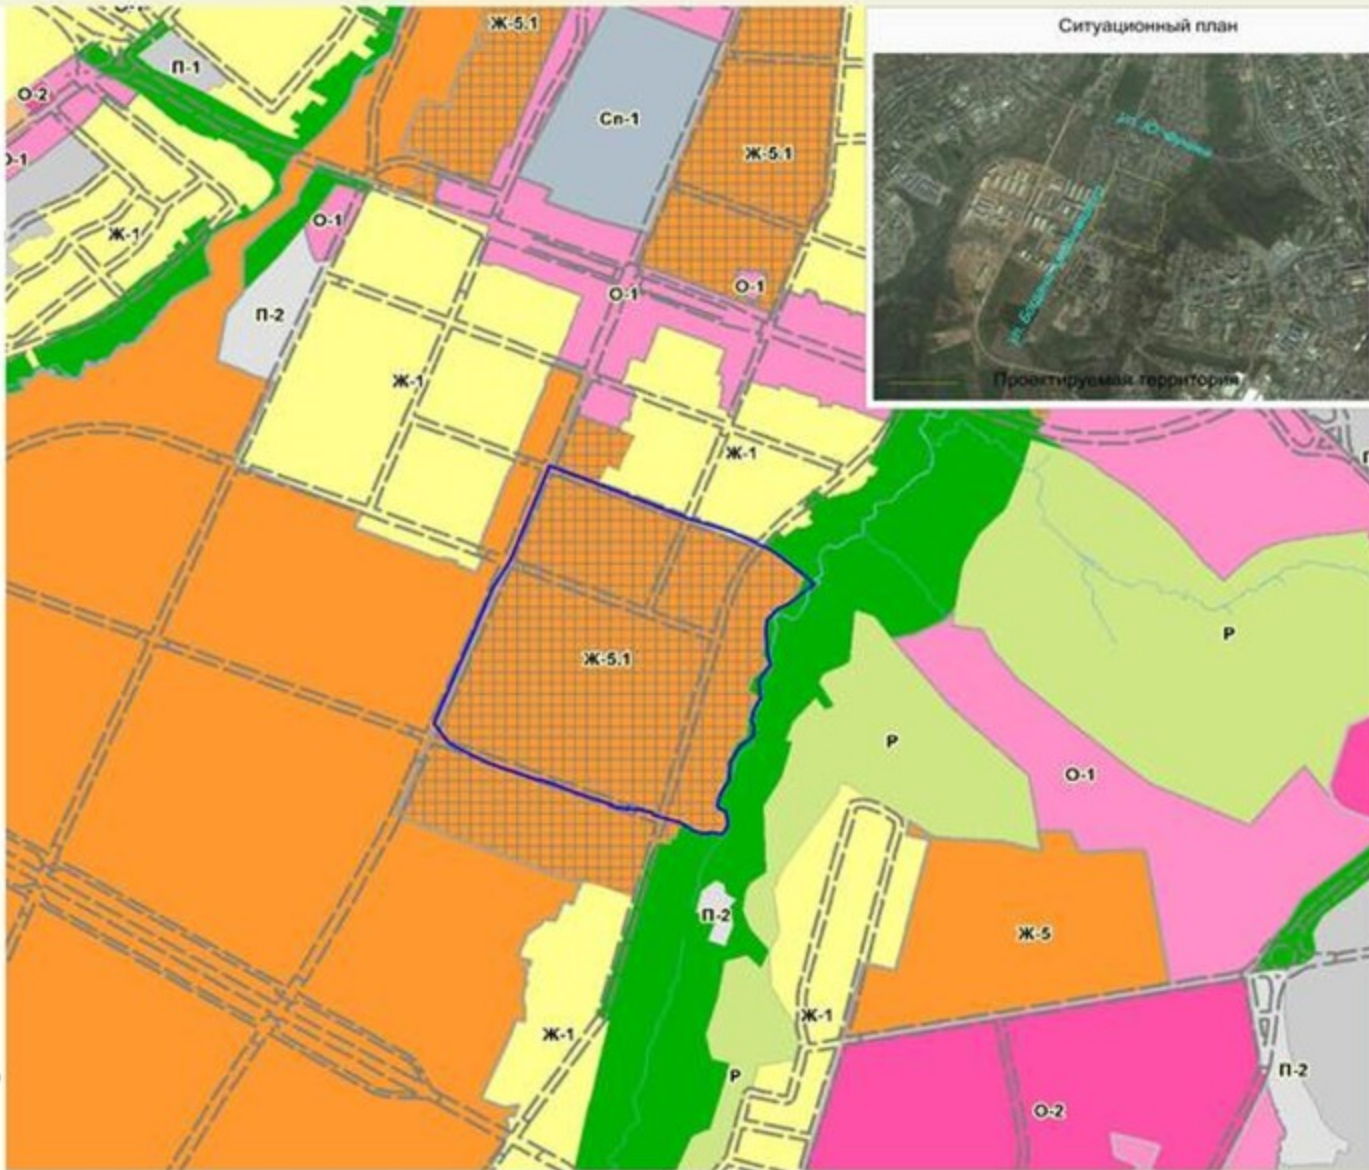 Ж-5.1
Ситуационный план
П-1
О-2
Сп-1
Ж-5.1
О-1
О-1
Ж-1
П-2
О-1
О-1
Ж-1
Ж-1
Проектируемая территория
Р
Ж-5.1
Р
О-1
П-2
Ж-5
Ж-1
Ж-1
Р
О-2
П-2